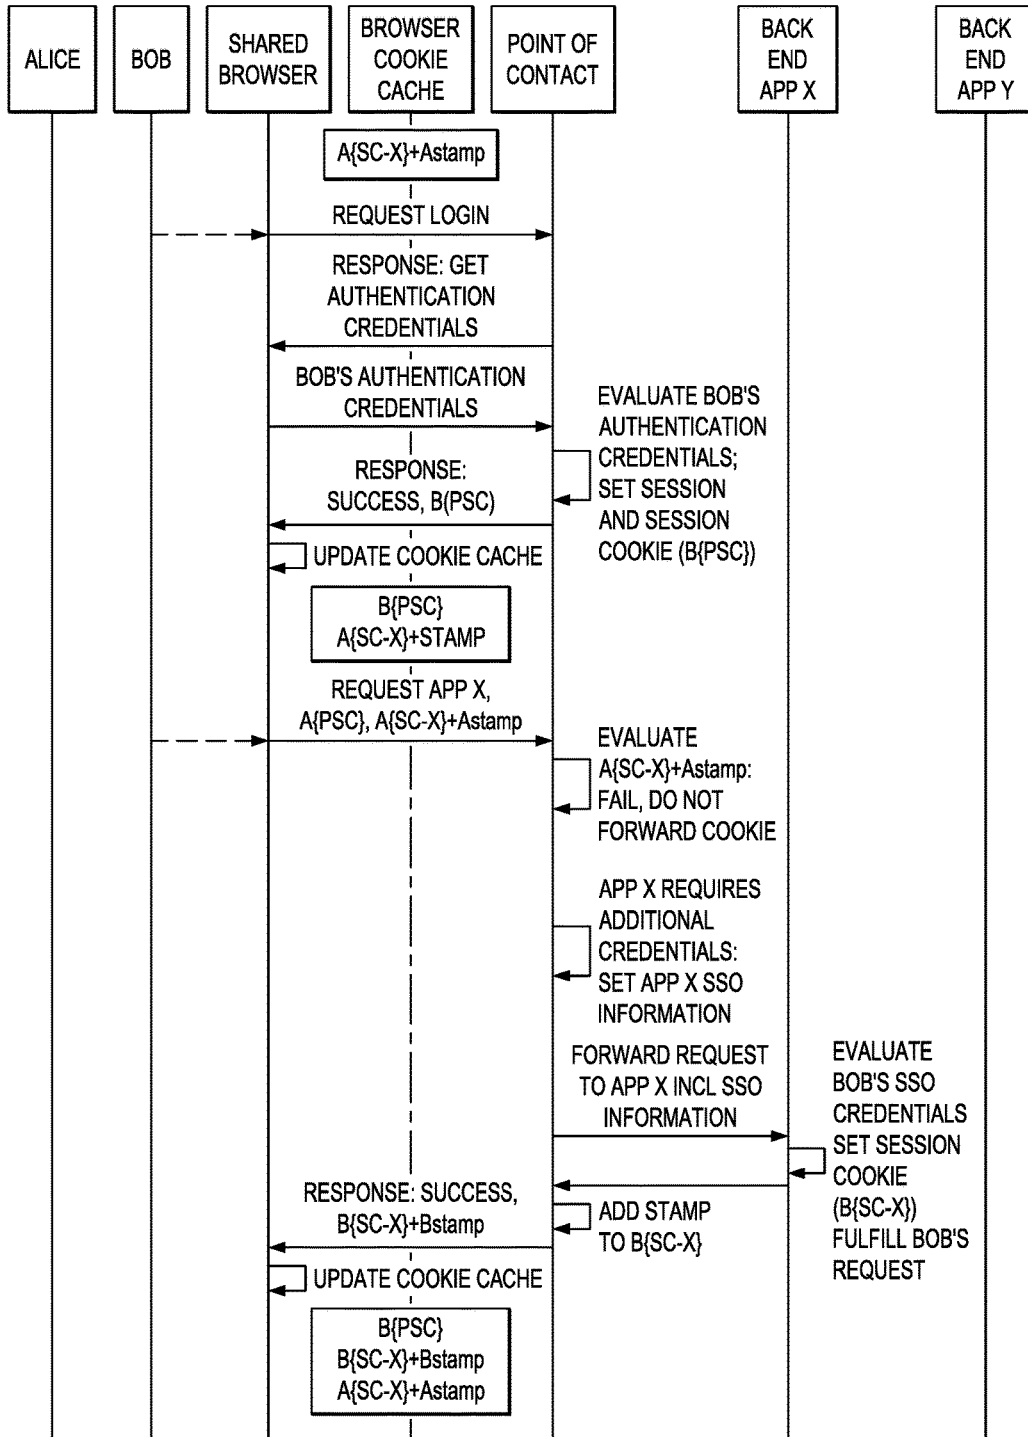 ALICE
BOB
SHARED
BROWSER
BROWSER
COOKIE
CACHE
POINT OF
CONTACT
BACK
END
APP X
BACK
END
APP Y
A{SC-X}+Astamp
REQUEST LOGIN
RESPONSE: GET
AUTHENTICATION
CREDENTIALS
BOB'S AUTHENTICATION
CREDENTIALS
EVALUATE BOB'S
AUTHENTICATION
CREDENTIALS;
SET SESSION
AND SESSION
COOKIE (B{PSC})
RESPONSE:
SUCCESS, B(PSC)
UPDATE COOKIE CACHE
B{PSC}
A{SC-X}+STAMP
REQUEST APP X,
A{PSC}, A{SC-X}+Astamp
EVALUATE
A{SC-X}+Astamp:
FAIL, DO NOT
FORWARD COOKIE
APP X REQUIRES
ADDITIONAL
CREDENTIALS:
SET APP X SSO
INFORMATION
FORWARD REQUEST
TO APP X INCL SSO
INFORMATION
EVALUATE
BOB'S SSO
CREDENTIALS
SET SESSION
COOKIE
(B{SC-X})
FULFILL BOB'S
REQUEST
RESPONSE: SUCCESS,
B{SC-X}+Bstamp
ADD STAMP
TO B{SC-X}
UPDATE COOKIE CACHE
B{PSC}
B{SC-X}+Bstamp
A{SC-X}+Astamp